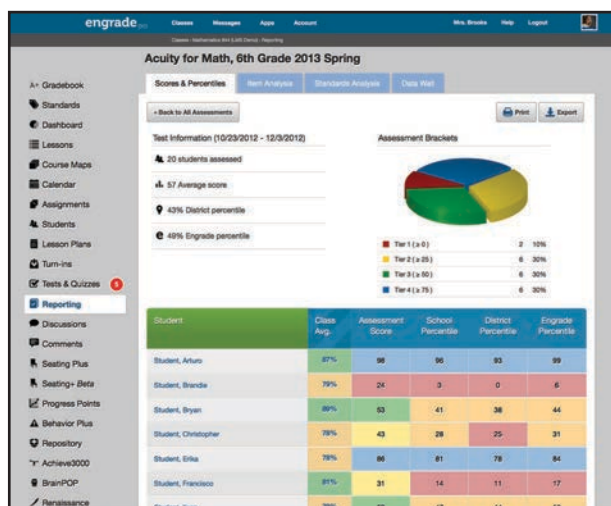 engrade pro Classes Messages Apps Account Mrs. Brooks Help Logout
Classes › Mathematics 6th (LMS Demo) › Reporting
Acuity for Math, 6th Grade 2013 Spring
Scores & Percentiles Item Analysis Standards Analysis Data Wall
A+ Gradebook
Standards
Dashboard
Lessons
Course Maps
Calendar
Assignments
Students
Lesson Plans
Turn-ins
Tests & Quizzes 5
Reporting
Discussions
Comments
Seating Plus
Seating+ Beta
Progress Points
Behavior Plus
Repository
Achieve3000
BrainPOP
Renaissance
‹ Back to All Assessments Print Export
Test Information (10/23/2012 - 12/3/2012)
20 students assessed
57 Average score
43% District percentile
49% Engrade percentile
Assessment Brackets
Tier 1 (≥ 0) 2 10%
Tier 2 (≥ 25) 6 30%
Tier 3 (≥ 50) 6 30%
Tier 4 (≥ 75) 6 30%
Student Class Avg. Assessment Score School Percentile District Percentile Engrade Percentile
Student, Arturo 87% 98 96 93 99
Student, Brandie 79% 24 3 0 6
Student, Bryan 89% 53 41 38 44
Student, Christopher 78% 43 28 25 31
Student, Erika 79% 86 81 78 84
Student, Francisco 81% 31 14 11 17